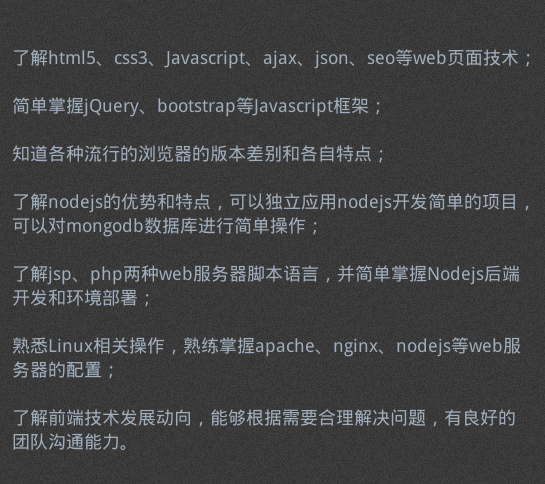 了解html5、css3、Javascript、ajax、json、seo等web页面技术；
简单掌握jQuery、bootstrap等Javascript框架；
知道各种流行的浏览器的版本差别和各自特点；
了解nodejs的优势和特点，可以独立应用nodejs开发简单的项目，
可以对mongodb数据库进行简单操作；
了解jsp、php两种web服务器脚本语言，并简单掌握Nodejs后端
开发和环境部署；
熟悉Linux相关操作，熟练掌握apache、nginx、nodejs等web服
务器的配置；
了解前端技术发展动向，能够根据需要合理解决问题，有良好的
团队沟通能力。